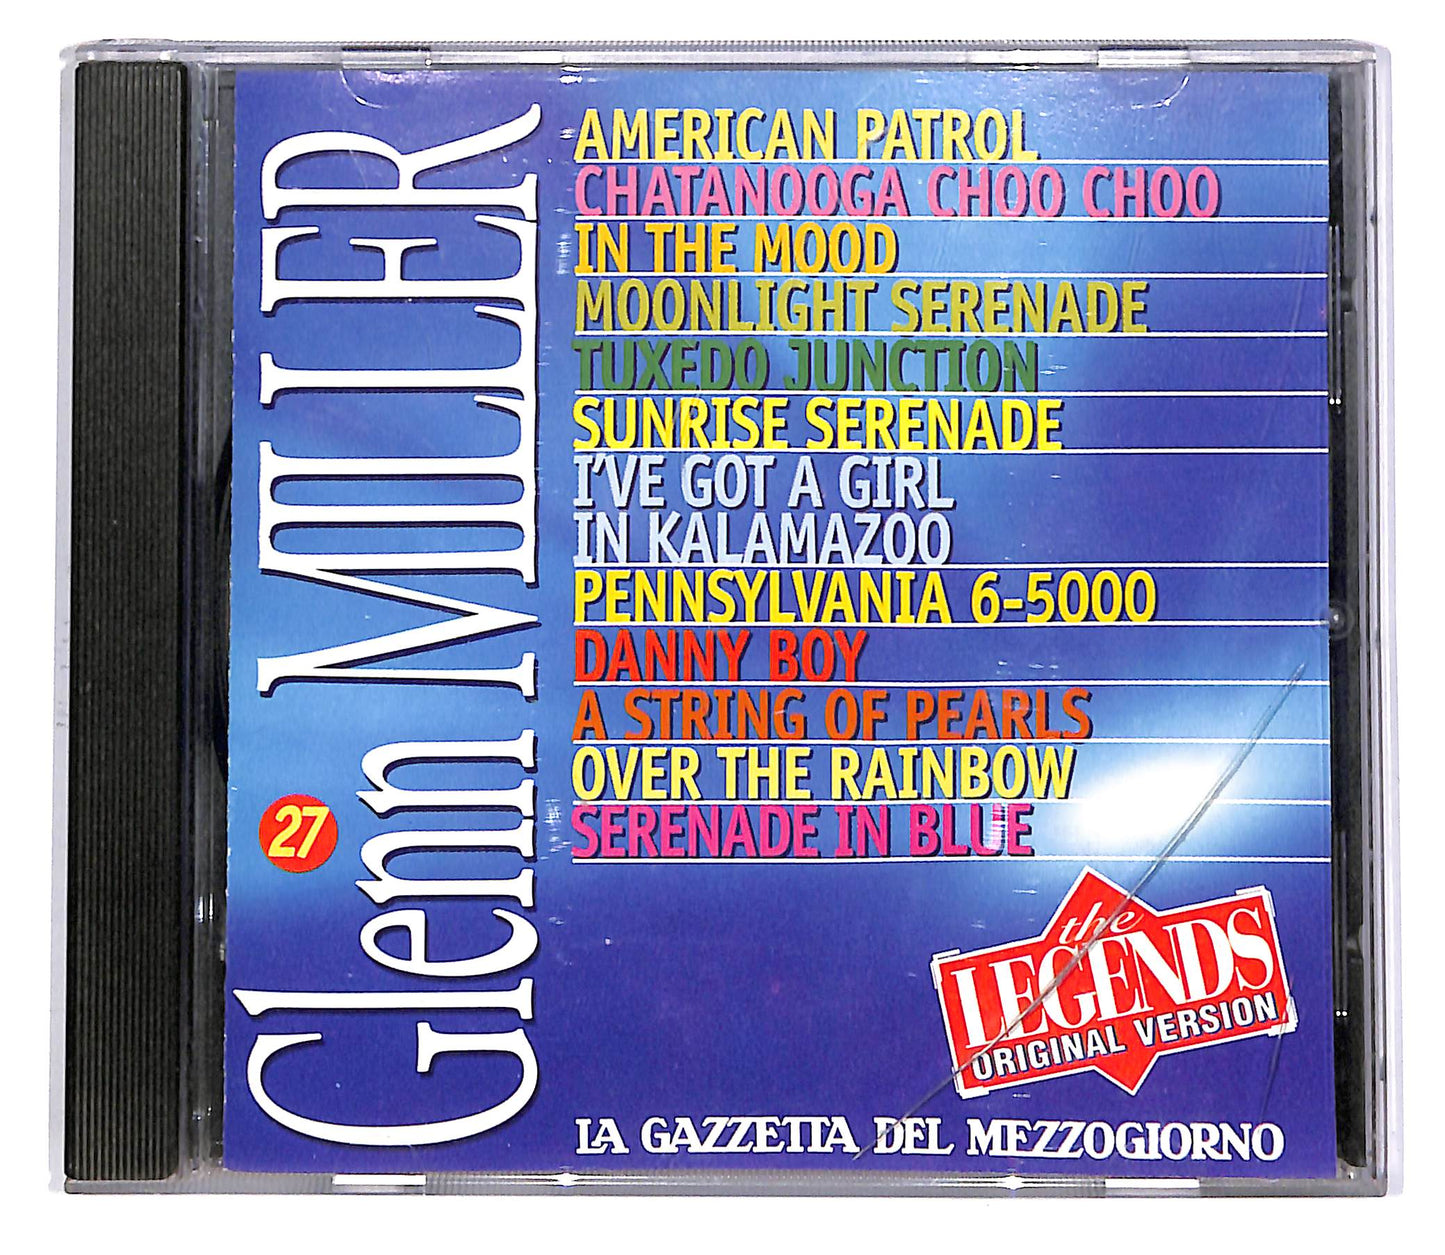 Glenn MILLER
27
AMERICAN PATROL
CHATANOOGA CHOO CHOO
IN THE MOOD
MOONLIGHT SERENADE
TUXEDO JUNCTION
SUNRISE SERENADE
I'VE GOT A GIRL
IN KALAMAZOO
PENNSYLVANIA 6-5000
DANNY BOY
A STRING OF PEARLS
OVER THE RAINBOW
SERENADE IN BLUE
the
LEGENDS
ORIGINAL VERSION
LA GAZZETTA DEL MEZZOGIORNO